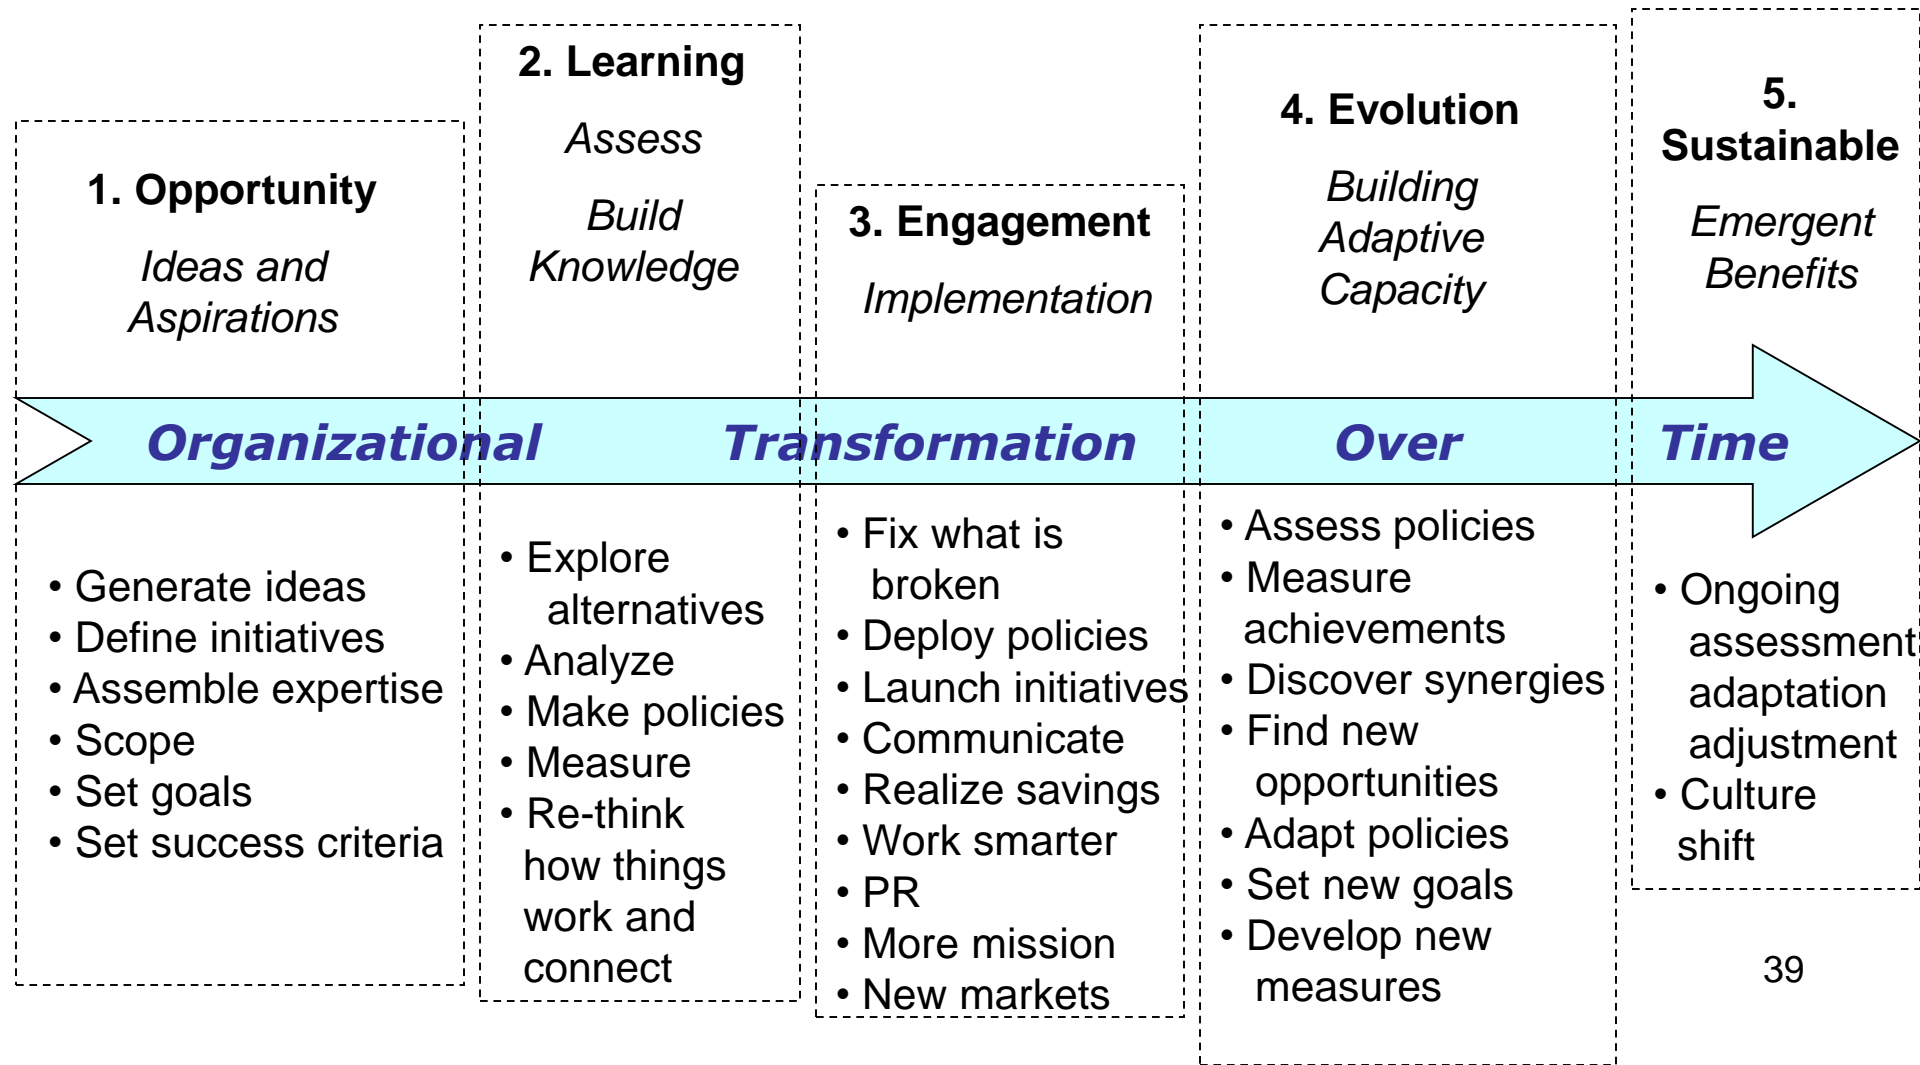 1. Opportunity
Ideas and
Aspirations
2. Learning
Assess
Build
Knowledge
3. Engagement
Implementation
4. Evolution
Building
Adaptive
Capacity
5.
Sustainable
Emergent
Benefits
Organizational Transformation Over Time
• Generate ideas
• Define initiatives
• Assemble expertise
• Scope
• Set goals
• Set success criteria
• Explore
alternatives
• Analyze
• Make policies
• Measure
• Re-think
how things
work and
connect
• Fix what is
broken
• Deploy policies
• Launch initiatives
• Communicate
• Realize savings
• Work smarter
• PR
• More mission
• New markets
• Assess policies
• Measure
achievements
• Discover synergies
• Find new
opportunities
• Adapt policies
• Set new goals
• Develop new
measures
• Ongoing
assessment
adaptation
adjustment
• Culture
shift
39